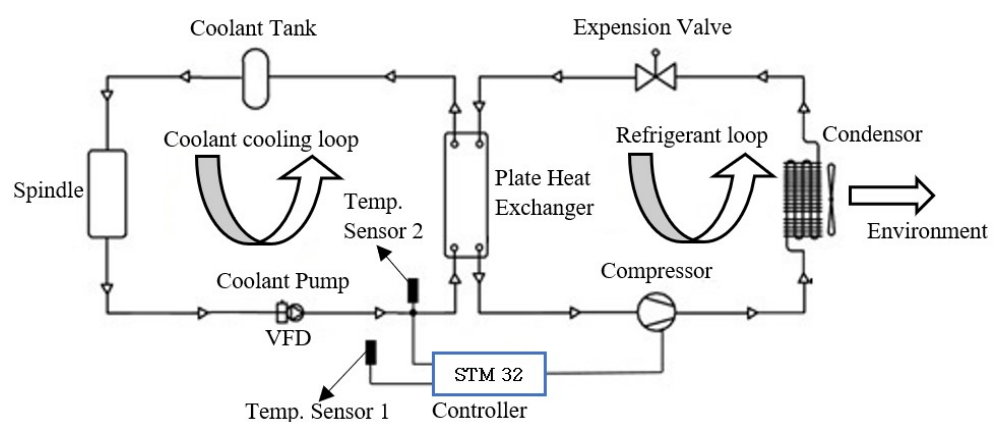 Coolant Tank
Expension Valve
Coolant cooling loop
Refrigerant loop
Condensor
Spindle
Temp.
Sensor 2
Plate Heat
Exchanger
Environment
Coolant Pump
Compressor
VFD
STM 32
Temp. Sensor 1
Controller